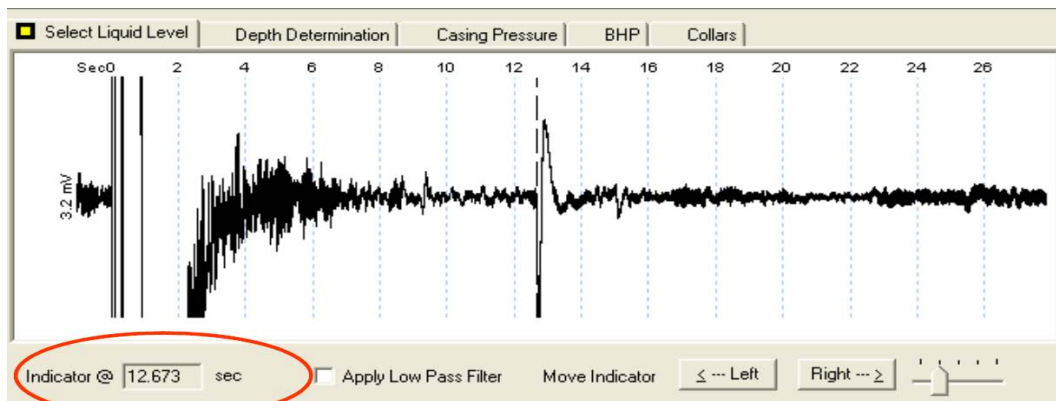 Select Liquid Level Depth Determination Casing Pressure BHP Collars
Sec0 2 4 6 8 10 12 14 16 18 20 22 24 26
3.2 mV
Indicator @ 12.673 sec Apply Low Pass Filter Move Indicator < --- Left Right --- >